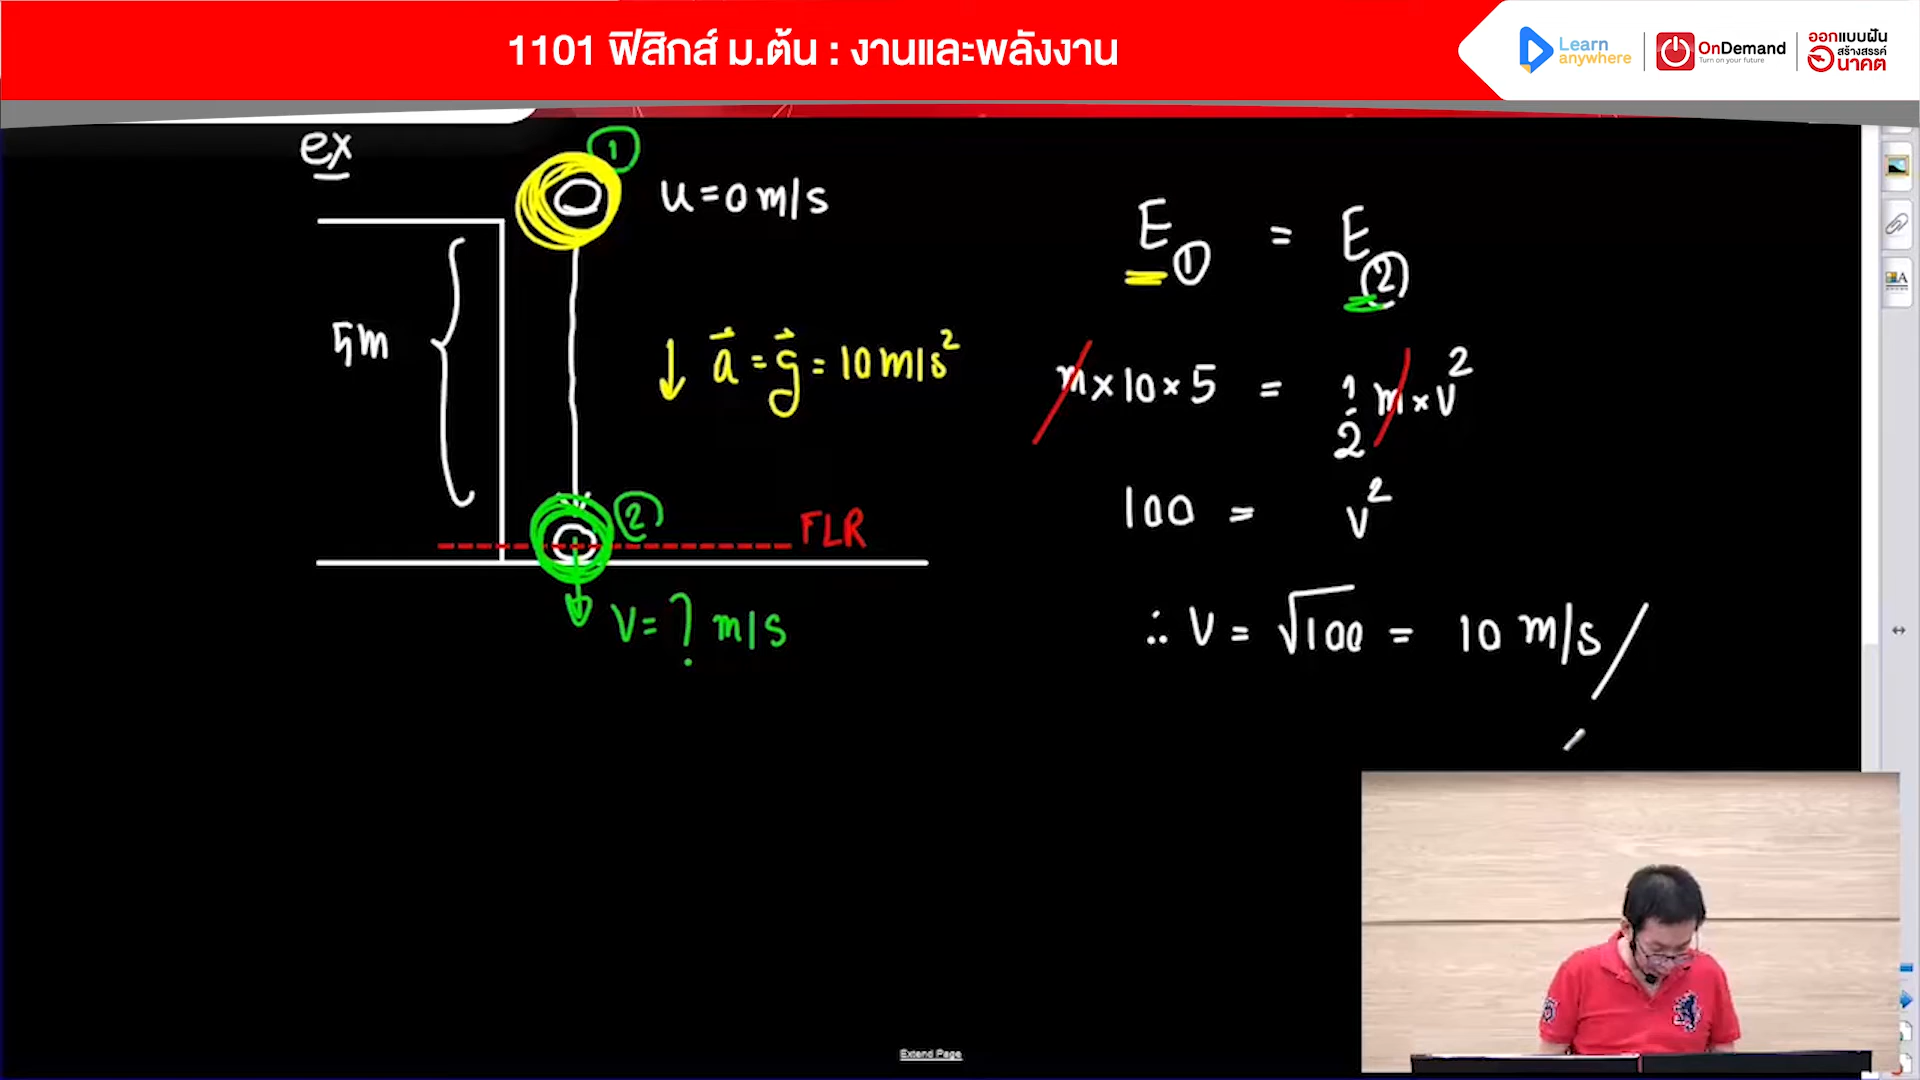 1101 ฟิสิกส์ ม.ต้น : งานและพลังงาน
Learn
anywhere
OnDemand
Turn on your future
ออกแบบฝัน
สร้างสรรค์
อนาคต
ex
1
u = 0 m/s
5m
↓ a⃗ = g⃗ = 10 m/s²
2
FLR
v = ? m/s
E① = E②
m × 10 × 5 = 1/2 m × v²
100 = v²
∴ v = √100 = 10 m/s
Extend Page